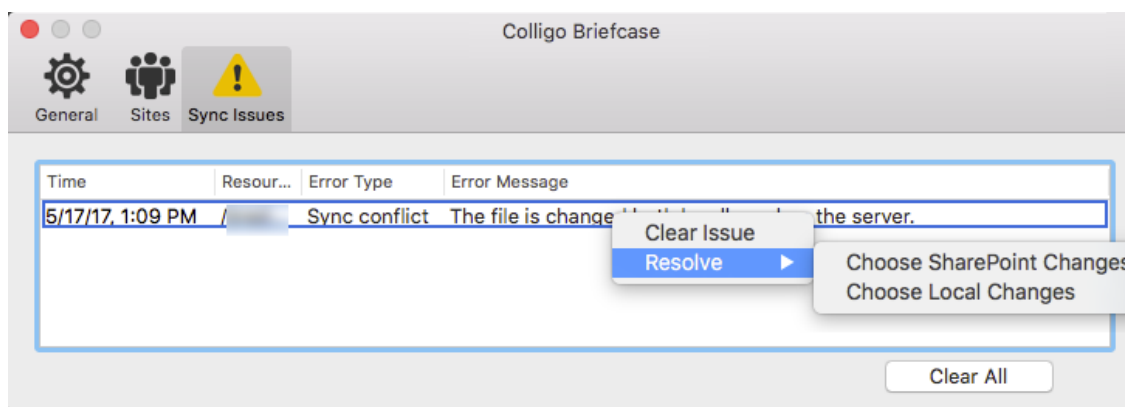 Colligo Briefcase
General Sites Sync Issues
Time Resour... Error Type Error Message
5/17/17, 1:09 PM / Sync conflict The file is change the server.
Clear Issue
Resolve
Choose SharePoint Changes
Choose Local Changes
Clear All